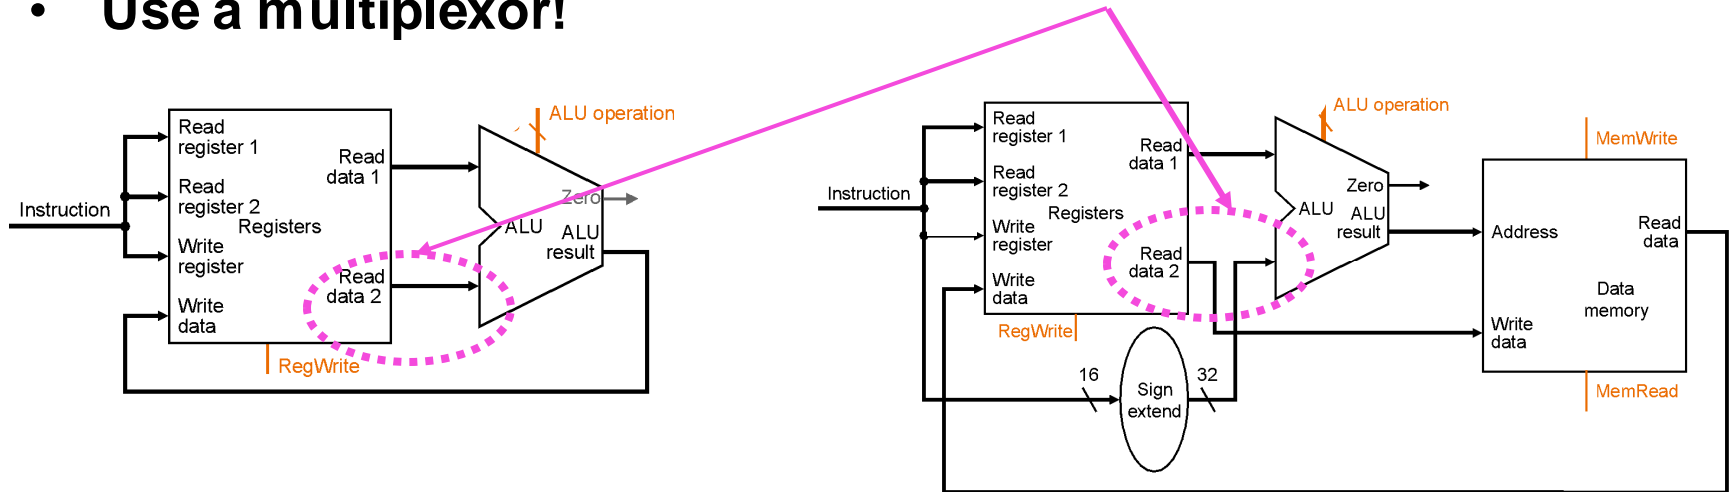 • Use a multiplexor!
ALU operation
Read
register 1
Read
data 1
Read
register 2
Registers
Instruction
Write
register
Read
data 2
Write
data
Zero
ALU
ALU
result
RegWrite
ALU operation
MemWrite
Read
register 1
Read
data 1
Read
register 2
Registers
Instruction
Write
register
Read
data 2
Write
data
Zero
ALU
ALU
result
Address
Read
data
Data
memory
Write
data
RegWrite
16
Sign
extend
32
MemRead